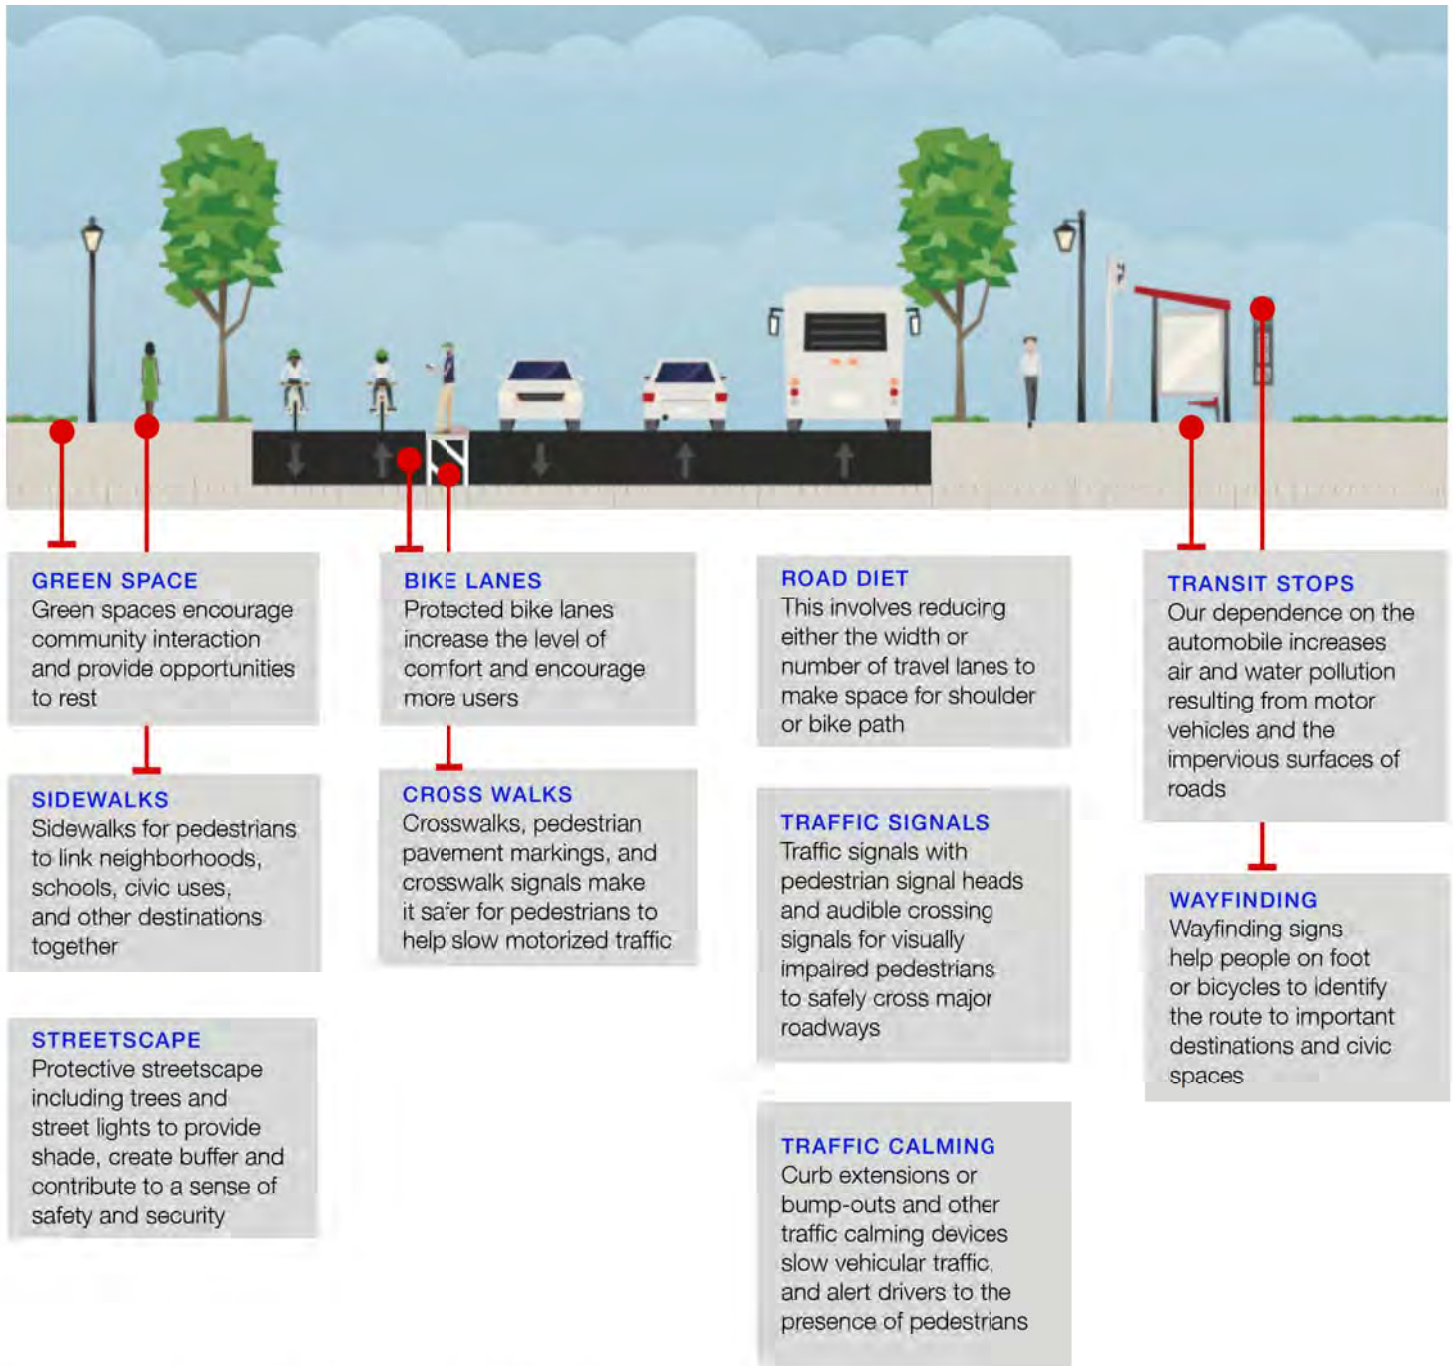 GREEN SPACE
Green spaces encourage
community interaction
and provide opportunities
to rest
SIDEWALKS
Sidewalks for pedestrians
to link neighborhoods,
schools, civic uses,
and other destinations
together
STREETSCAPE
Protective streetscape
including trees and
street lights to provide
shade, create buffer and
contribute to a sense of
safety and security
BIKE LANES
Protected bike lanes
increase the level of
comfort and encourage
more users
CROSS WALKS
Crosswalks, pedestrian
pavement markings, and
crosswalk signals make
it safer for pedestrians to
help slow motorized traffic
ROAD DIET
This involves reducing
either the width or
number of travel lanes to
make space for shoulder
or bike path
TRAFFIC SIGNALS
Traffic signals with
pedestrian signal heads
and audible crossing
signals for visually
impaired pedestrians
to safely cross major
roadways
TRAFFIC CALMING
Curb extensions or
bump-outs and other
traffic calming devices
slow vehicular traffic,
and alert drivers to the
presence of pedestrians
TRANSIT STOPS
Our dependence on the
automobile increases
air and water pollution
resulting from motor
vehicles and the
impervious surfaces of
roads
WAYFINDING
Wayfinding signs
help people on foot
or bicycles to identify
the route to important
destinations and civic
spaces